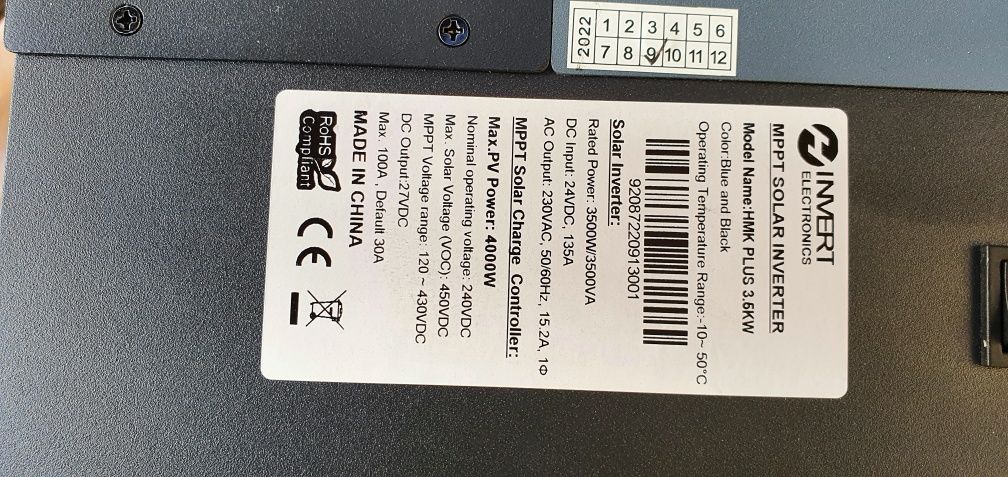 2022
1 2 3 4 5 6
7 8 9 10 11 12
INVERT
ELECTRONICS
MPPT SOLAR INVERTER
Model Name:HMK PLUS 3.5KW
Color:Blue and Black
Operating Temperature Range:-10~ 50°C
92087220913001
Solar Inverter:
Rated Power: 3500W/3500VA
DC Input: 24VDC, 135A
AC Output: 230VAC, 50/60Hz, 15.2A, 1Φ
MPPT Solar Charge Controller:
Max.PV Power: 4000W
Nominal operating voltage: 240VDC
Max. Solar Voltage (VOC): 450VDC
MPPT Voltage range: 120 ~ 430VDC
DC Output:27VDC
Max. 100A , Default 30A
MADE IN CHINA
RoHS
Compliant
CE